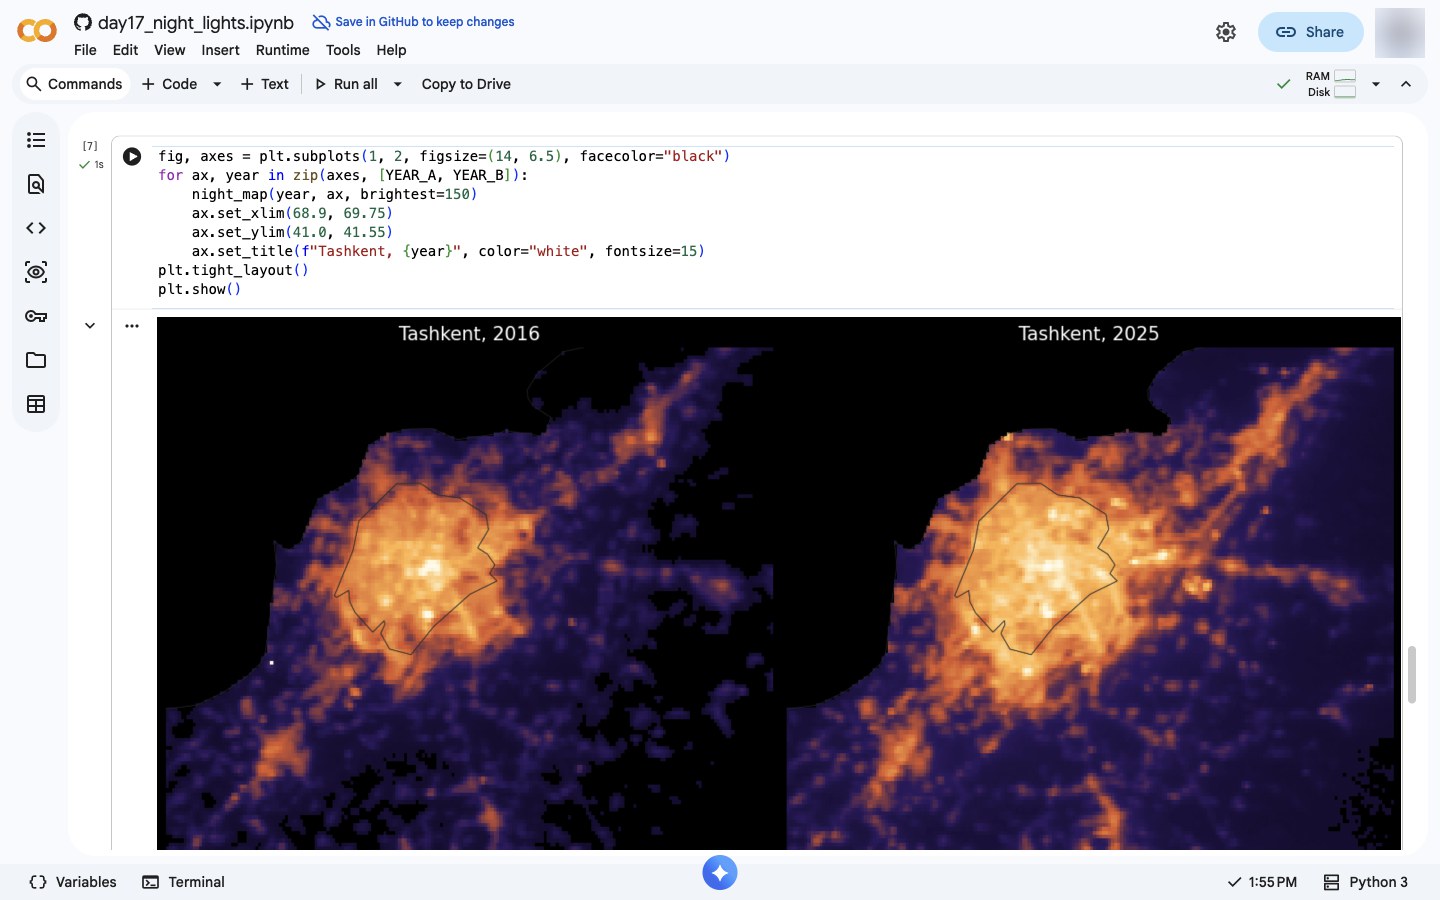 day17_night_lights.ipynb
Save in GitHub to keep changes
Share
File Edit View Insert Runtime Tools Help
Commands + Code + Text Run all Copy to Drive
RAM
Disk
[7]
1s
fig, axes = plt.subplots(1, 2, figsize=(14, 6.5), facecolor="black")
for ax, year in zip(axes, [YEAR_A, YEAR_B]):
    night_map(year, ax, brightest=150)
    ax.set_xlim(68.9, 69.75)
    ax.set_ylim(41.0, 41.55)
    ax.set_title(f"Tashkent, {year}", color="white", fontsize=15)
plt.tight_layout()
plt.show()
Tashkent, 2016
Tashkent, 2025
Variables
Terminal
1:55 PM
Python 3